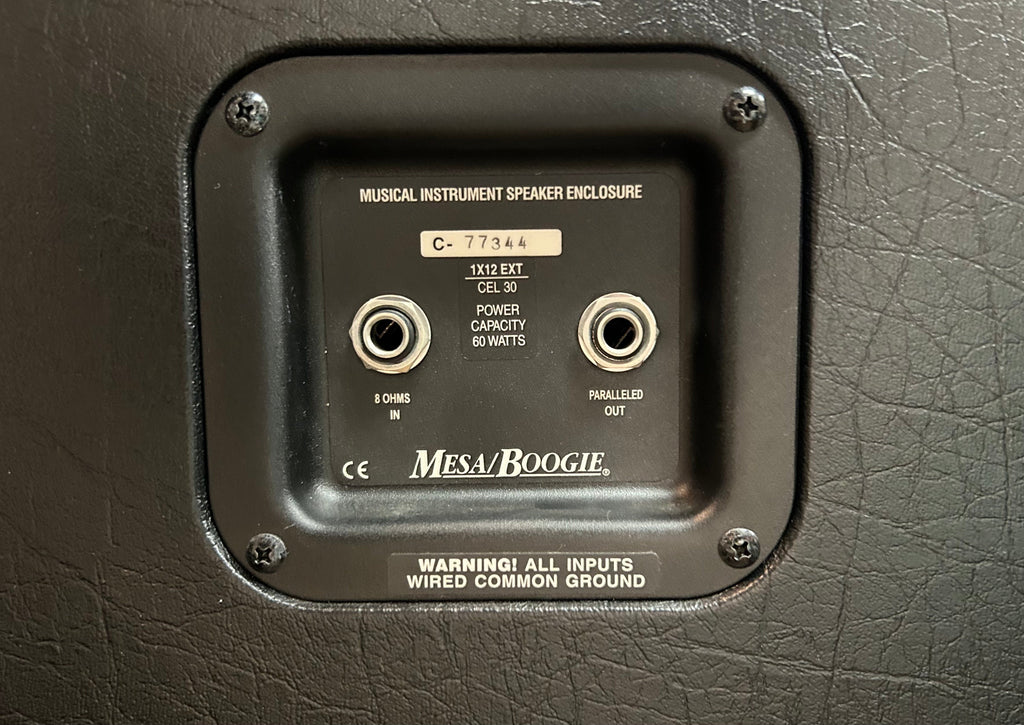 MUSICAL INSTRUMENT SPEAKER ENCLOSURE
C- 77344
1X12 EXT
CEL 30
POWER
CAPACITY
60 WATTS
8 OHMS
IN
PARALLELED
OUT
CE
MESA/BOOGIE®
WARNING! ALL INPUTS
WIRED COMMON GROUND